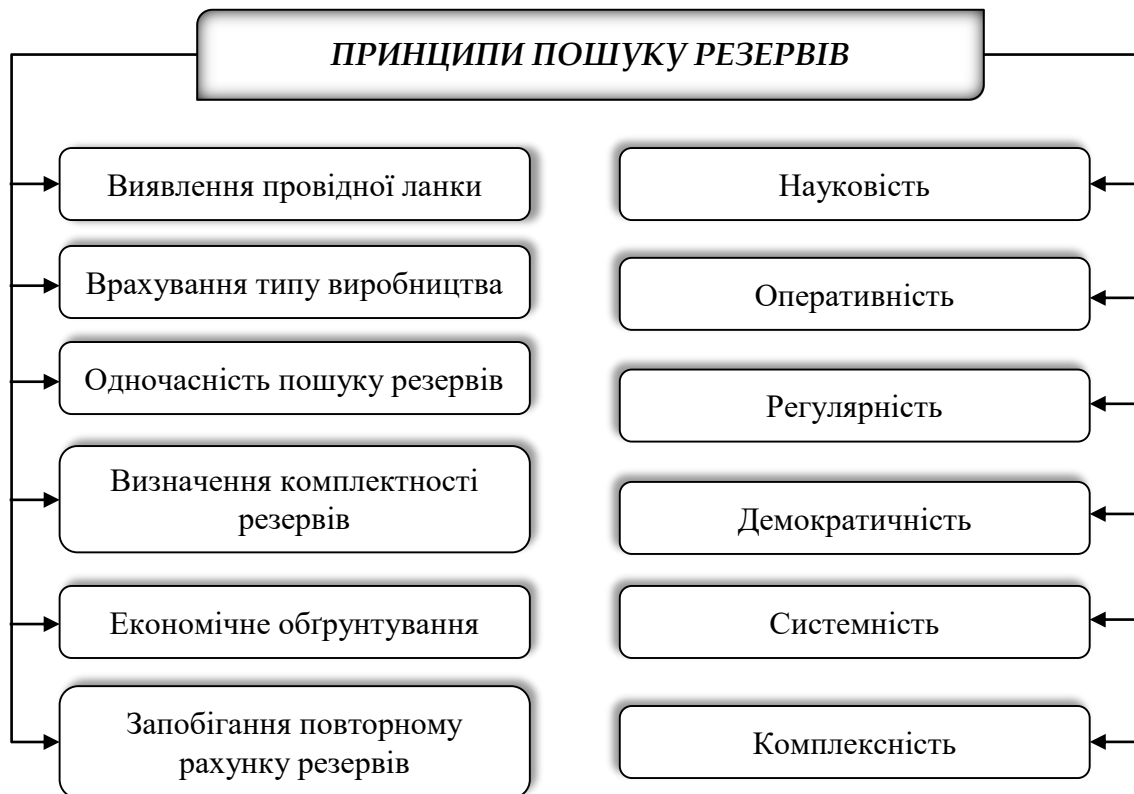 ПРИНЦИПИ ПОШУКУ РЕЗЕРВІВ
Виявлення провідної ланки
Врахування типу виробництва
Одночасність пошуку резервів
Визначення комплектності
резервів
Економічне обґрунтування
Запобігання повторному
рахунку резервів
Науковість
Оперативність
Регулярність
Демократичність
Системність
Комплексність